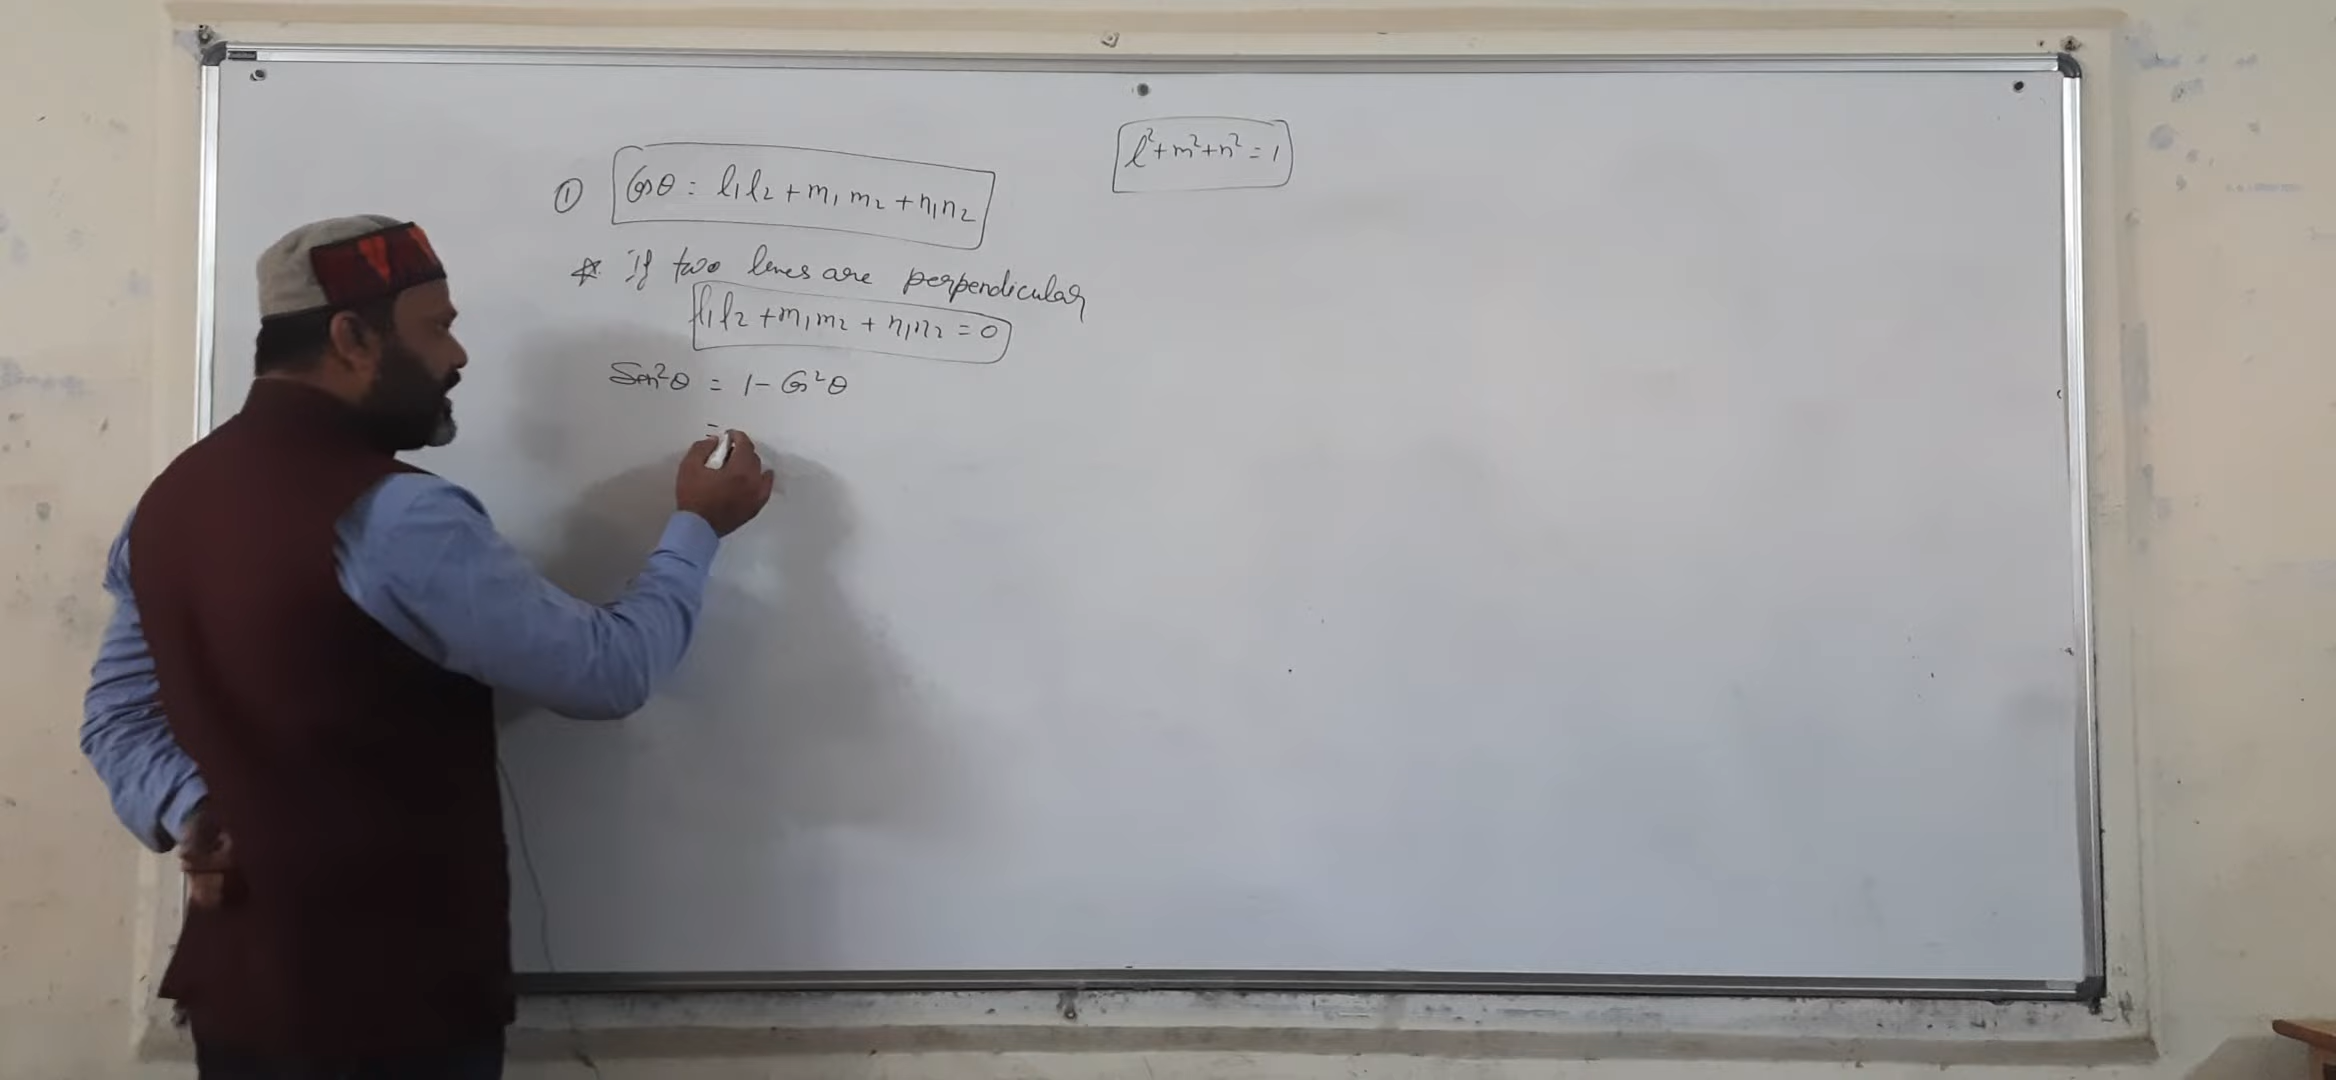 l²+m²+n² = 1
① Cosθ = l₁l₂ + m₁m₂ + n₁n₂
* If two lines are perpendicular
l₁l₂ + m₁m₂ + n₁n₂ = 0
Sin²θ = 1 - Cos²θ
=